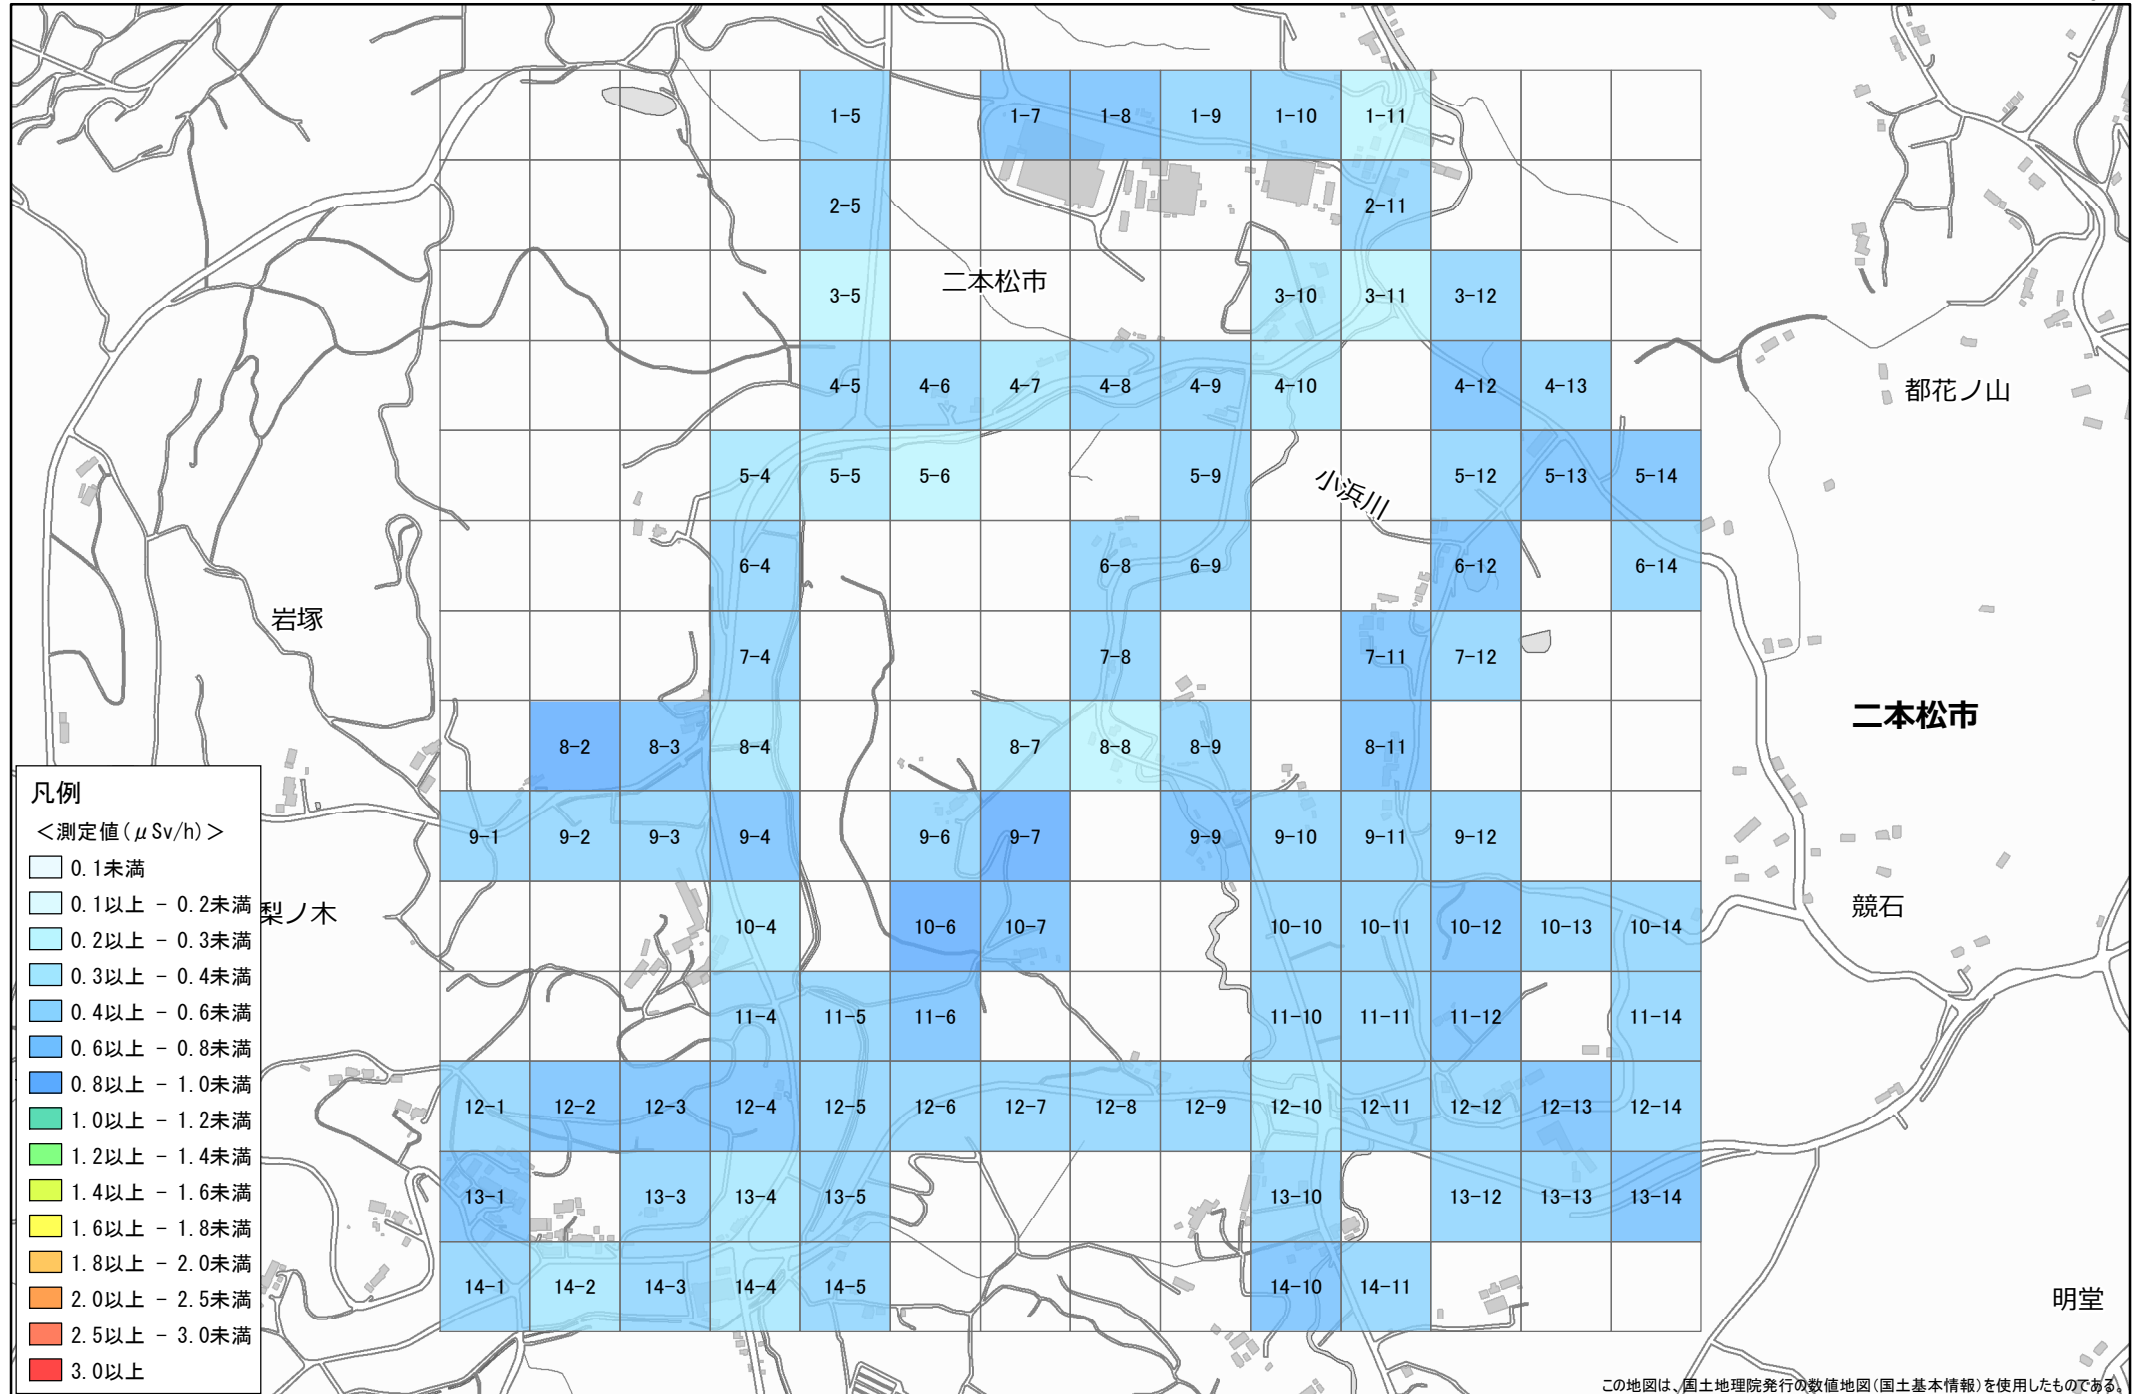 1-5 1-7 1-8 1-9 1-10 1-11
2-5 2-11
二本松市
3-5 3-10 3-11 3-12
4-5 4-6 4-7 4-8 4-9 4-10 4-12 4-13
都花ノ山
5-4 5-5 5-6 5-9 5-12 5-13 5-14
小浜川
6-4 6-8 6-9 6-12 6-14
岩塚
7-4 7-8 7-11 7-12
二本松市
8-2 8-3 8-4 8-7 8-8 8-9 8-11
9-1 9-2 9-3 9-4 9-6 9-7 9-9 9-10 9-11 9-12
梨ノ木
競石
10-4 10-6 10-7 10-10 10-11 10-12 10-13 10-14
11-4 11-5 11-6 11-10 11-11 11-12 11-14
12-1 12-2 12-3 12-4 12-5 12-6 12-7 12-8 12-9 12-10 12-11 12-12 12-13 12-14
13-1 13-3 13-4 13-5 13-10 13-12 13-13 13-14
14-1 14-2 14-3 14-4 14-5 14-10 14-11
明堂
凡例
＜測定値(μSv/h)＞
0.1未満
0.1以上 - 0.2未満
0.2以上 - 0.3未満
0.3以上 - 0.4未満
0.4以上 - 0.6未満
0.6以上 - 0.8未満
0.8以上 - 1.0未満
1.0以上 - 1.2未満
1.2以上 - 1.4未満
1.4以上 - 1.6未満
1.6以上 - 1.8未満
1.8以上 - 2.0未満
2.0以上 - 2.5未満
2.5以上 - 3.0未満
3.0以上
この地図は、国土地理院発行の数値地図(国土基本情報)を使用したものである。